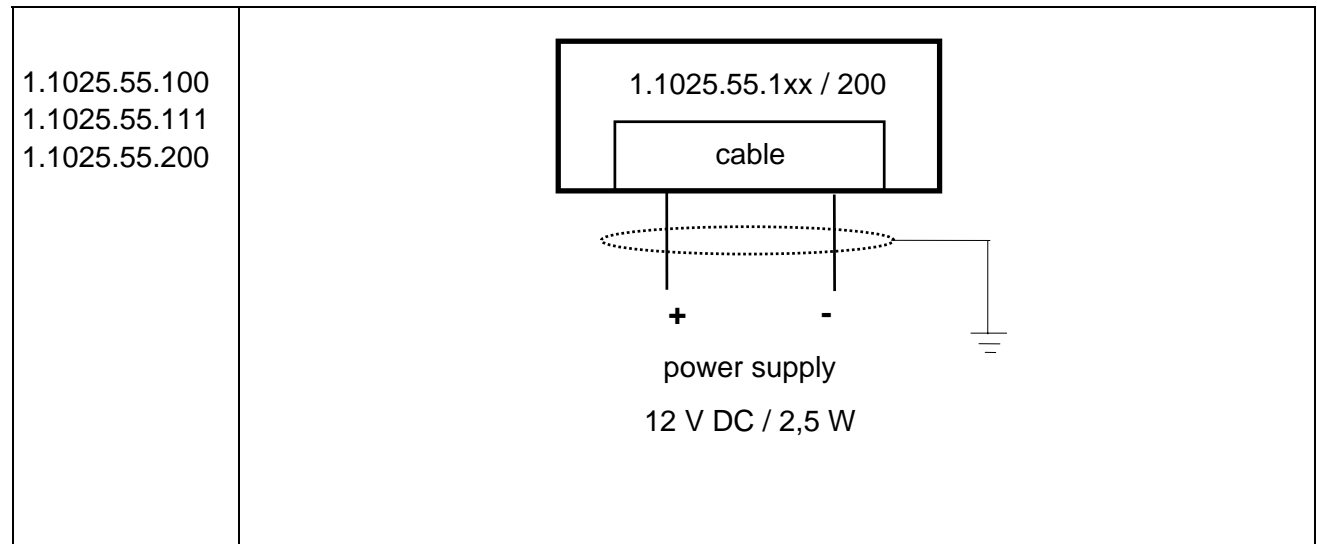 1.1025.55.100
1.1025.55.111
1.1025.55.200
1.1025.55.1xx / 200
cable
+ -
power supply
12 V DC / 2,5 W